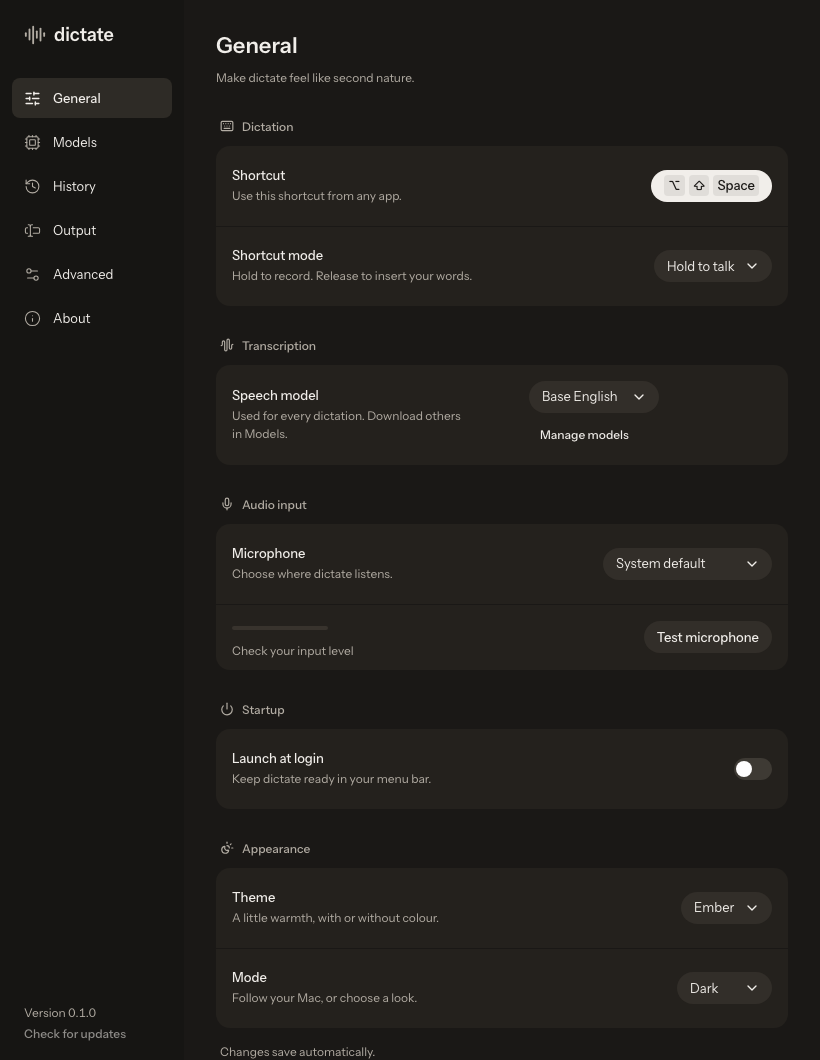 dictate
General
Models
History
Output
Advanced
About
Version 0.1.0
Check for updates
General
Make dictate feel like second nature.
Dictation
Shortcut
Use this shortcut from any app.
⌥ ⇧ Space
Shortcut mode
Hold to record. Release to insert your words.
Hold to talk
Transcription
Speech model
Used for every dictation. Download others
in Models.
Base English
Manage models
Audio input
Microphone
Choose where dictate listens.
System default
Check your input level
Test microphone
Startup
Launch at login
Keep dictate ready in your menu bar.
Appearance
Theme
A little warmth, with or without colour.
Ember
Mode
Follow your Mac, or choose a look.
Dark
Changes save automatically.